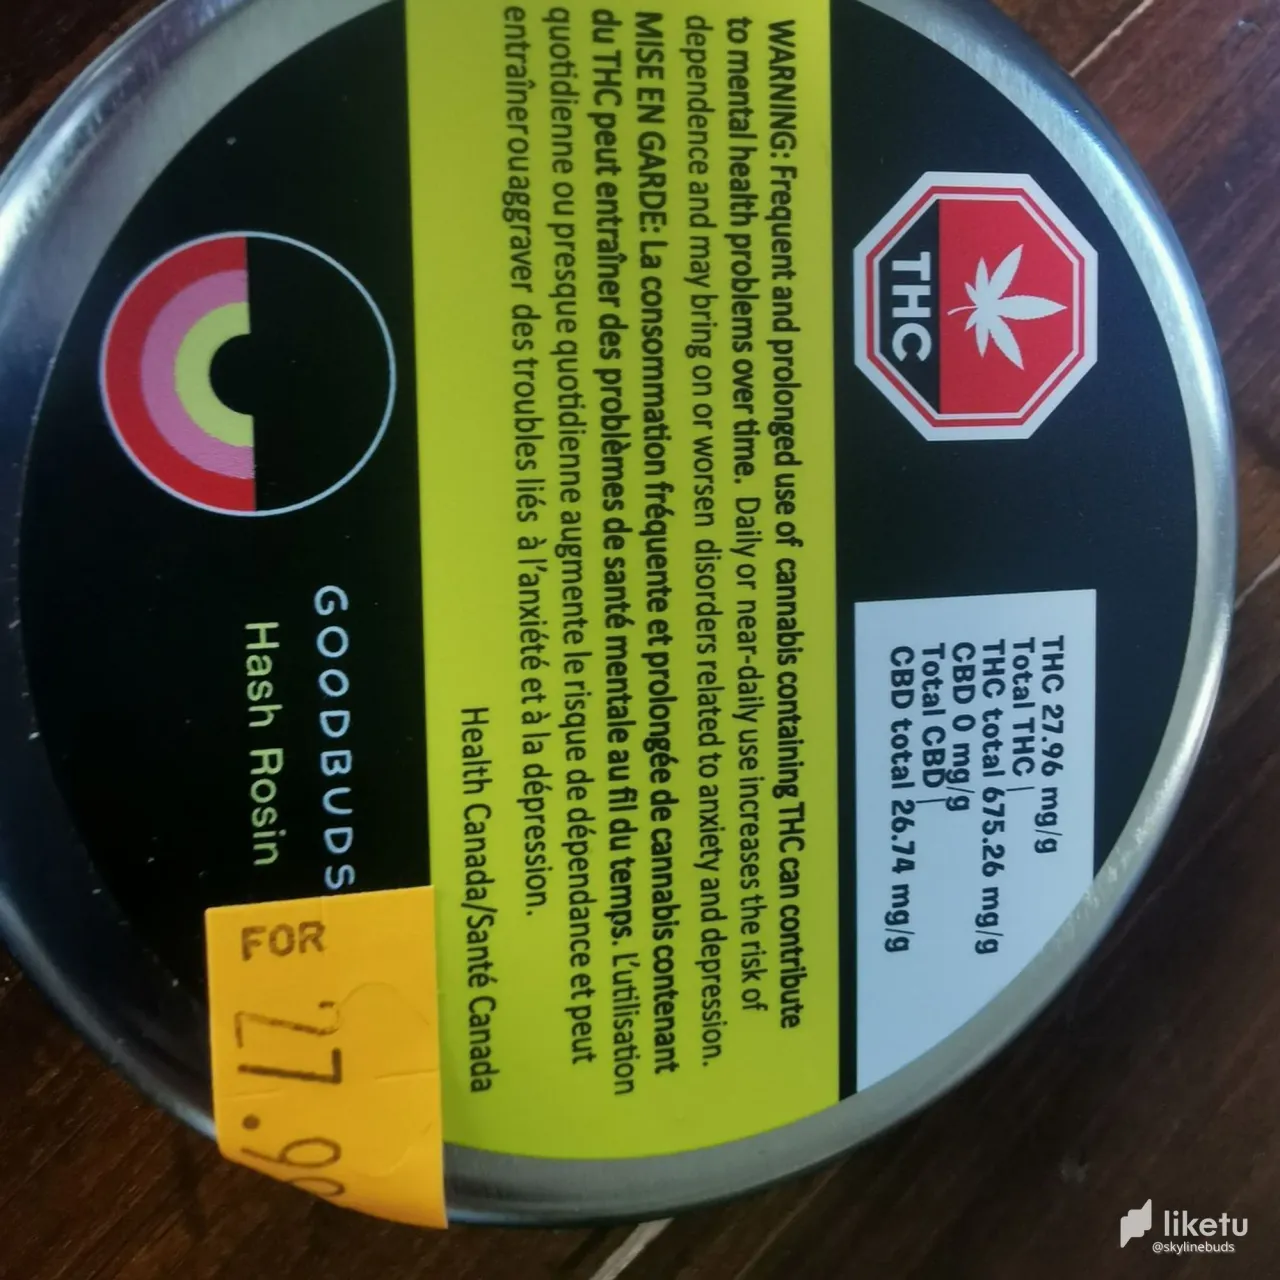 THC
THC 27.96 mg/g
Total THC |
THC total 675.26 mg/g
CBD 0 mg/g
Total CBD |
CBD total 26.74 mg/g
WARNING: Frequent and prolonged use of cannabis containing THC can contribute
to mental health problems over time. Daily or near-daily use increases the risk of
dependence and may bring on or worsen disorders related to anxiety and depression.
MISE EN GARDE: La consommation fréquente et prolongée de cannabis contenant
du THC peut entraîner des problèmes de santé mentale au fil du temps. L'utilisation
quotidienne ou presque quotidienne augmente le risque de dépendance et peut
entraîner ou aggraver des troubles liés à l'anxiété et à la dépression.
Health Canada/Santé Canada
GOODBUDS
Hash Rosin
FOR
27.99
liketu
@skylinebuds